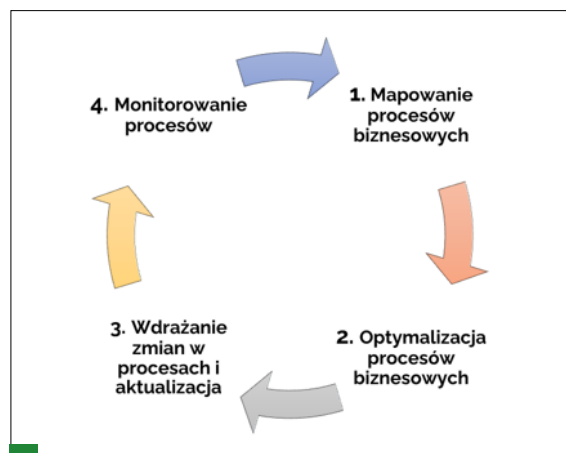 1. Mapowanie
procesów
biznesowych
2. Optymalizacja
procesów
biznesowych
3. Wdrażanie
zmian w
procesach i
aktualizacja
4. Monitorowanie
procesów